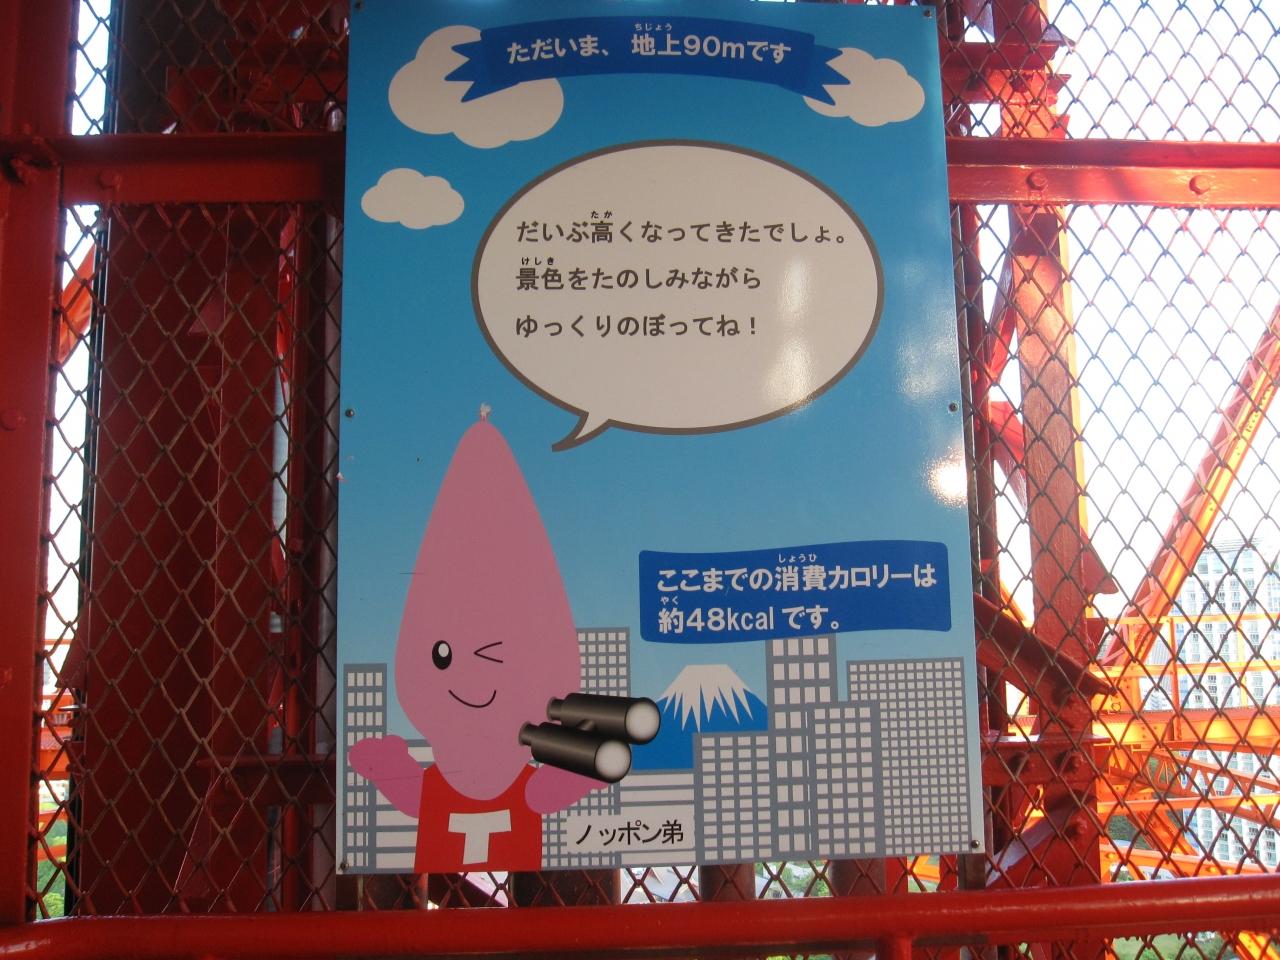 ただいま、地上90mです
だいぶ高くなってきたでしょ。
景色をたのしみながら
ゆっくりのぼってね！
ここまでの消費カロリーは
約48kcalです。
T
ノッポン弟